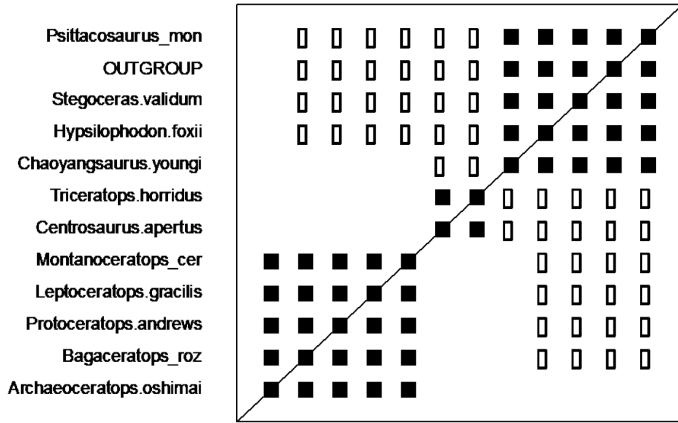 Psittacosaurus_mon
OUTGROUP
Stegoceras.validum
Hypsilophodon.foxii
Chaoyangsaurus.youngi
Triceratops.horridus
Centrosaurus.apertus
Montanoceratops_cer
Leptoceratops.gracilis
Protoceratops.andrews
Bagaceratops_roz
Archaeoceratops.oshimai